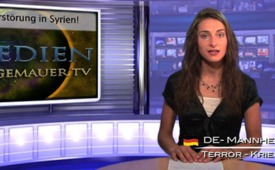 rstörung in Syrien!
EDIEN
GEMAUER TV
DE- MANNHE
TERROR - KRIE